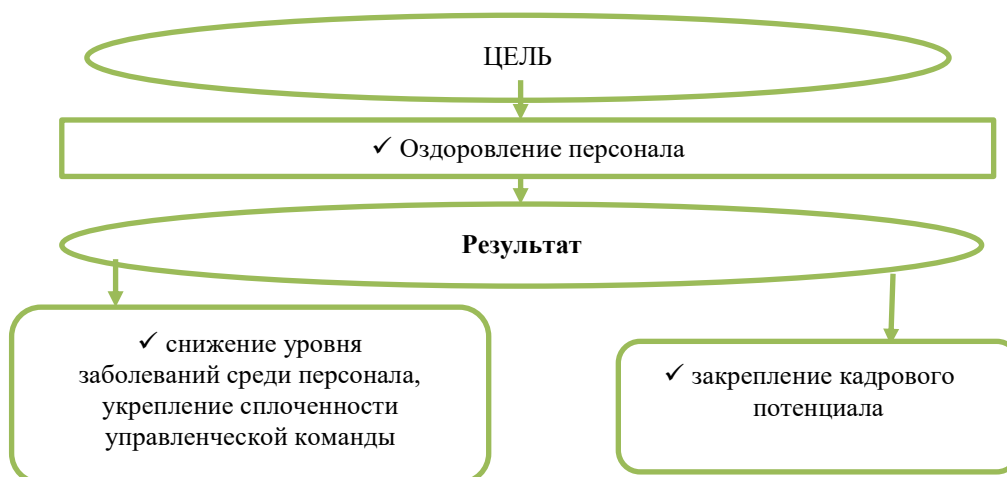 ЦЕЛЬ
✓ Оздоровление персонала
Результат
✓ снижение уровня
заболеваний среди персонала,
укрепление сплоченности
управленческой команды
✓ закрепление кадрового
потенциала